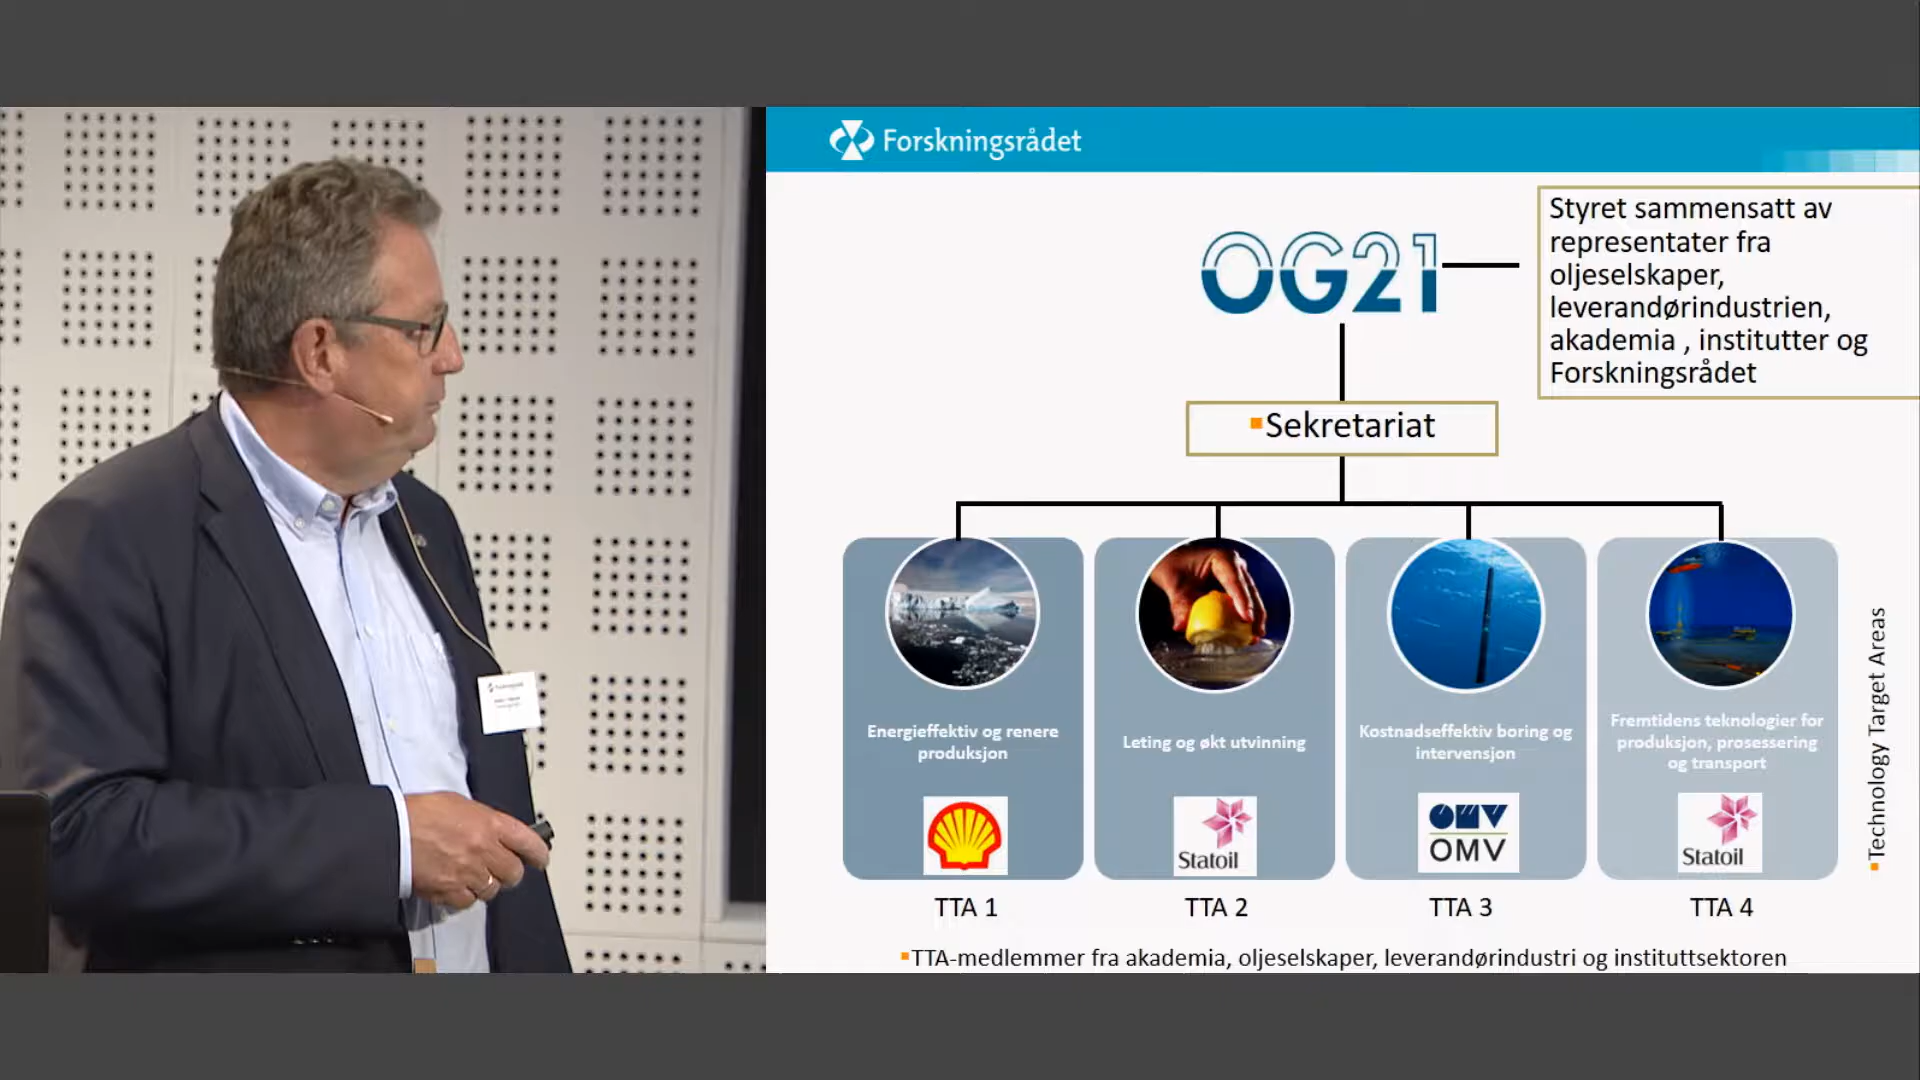 Forskningsrådet
OG21
Styret sammensatt av
representater fra
oljeselskaper,
leverandørindustrien,
akademia , institutter og
Forskningsrådet
Sekretariat
Energieffektiv og renere
produksjon
Leting og økt utvinning
Kostnadseffektiv boring og
intervensjon
Fremtidens teknologier for
produksjon, prosessering
og transport
Statoil
OMV
OMV
Statoil
Technology Target Areas
TTA 1
TTA 2
TTA 3
TTA 4
TTA-medlemmer fra akademia, oljeselskaper, leverandørindustri og instituttsektoren